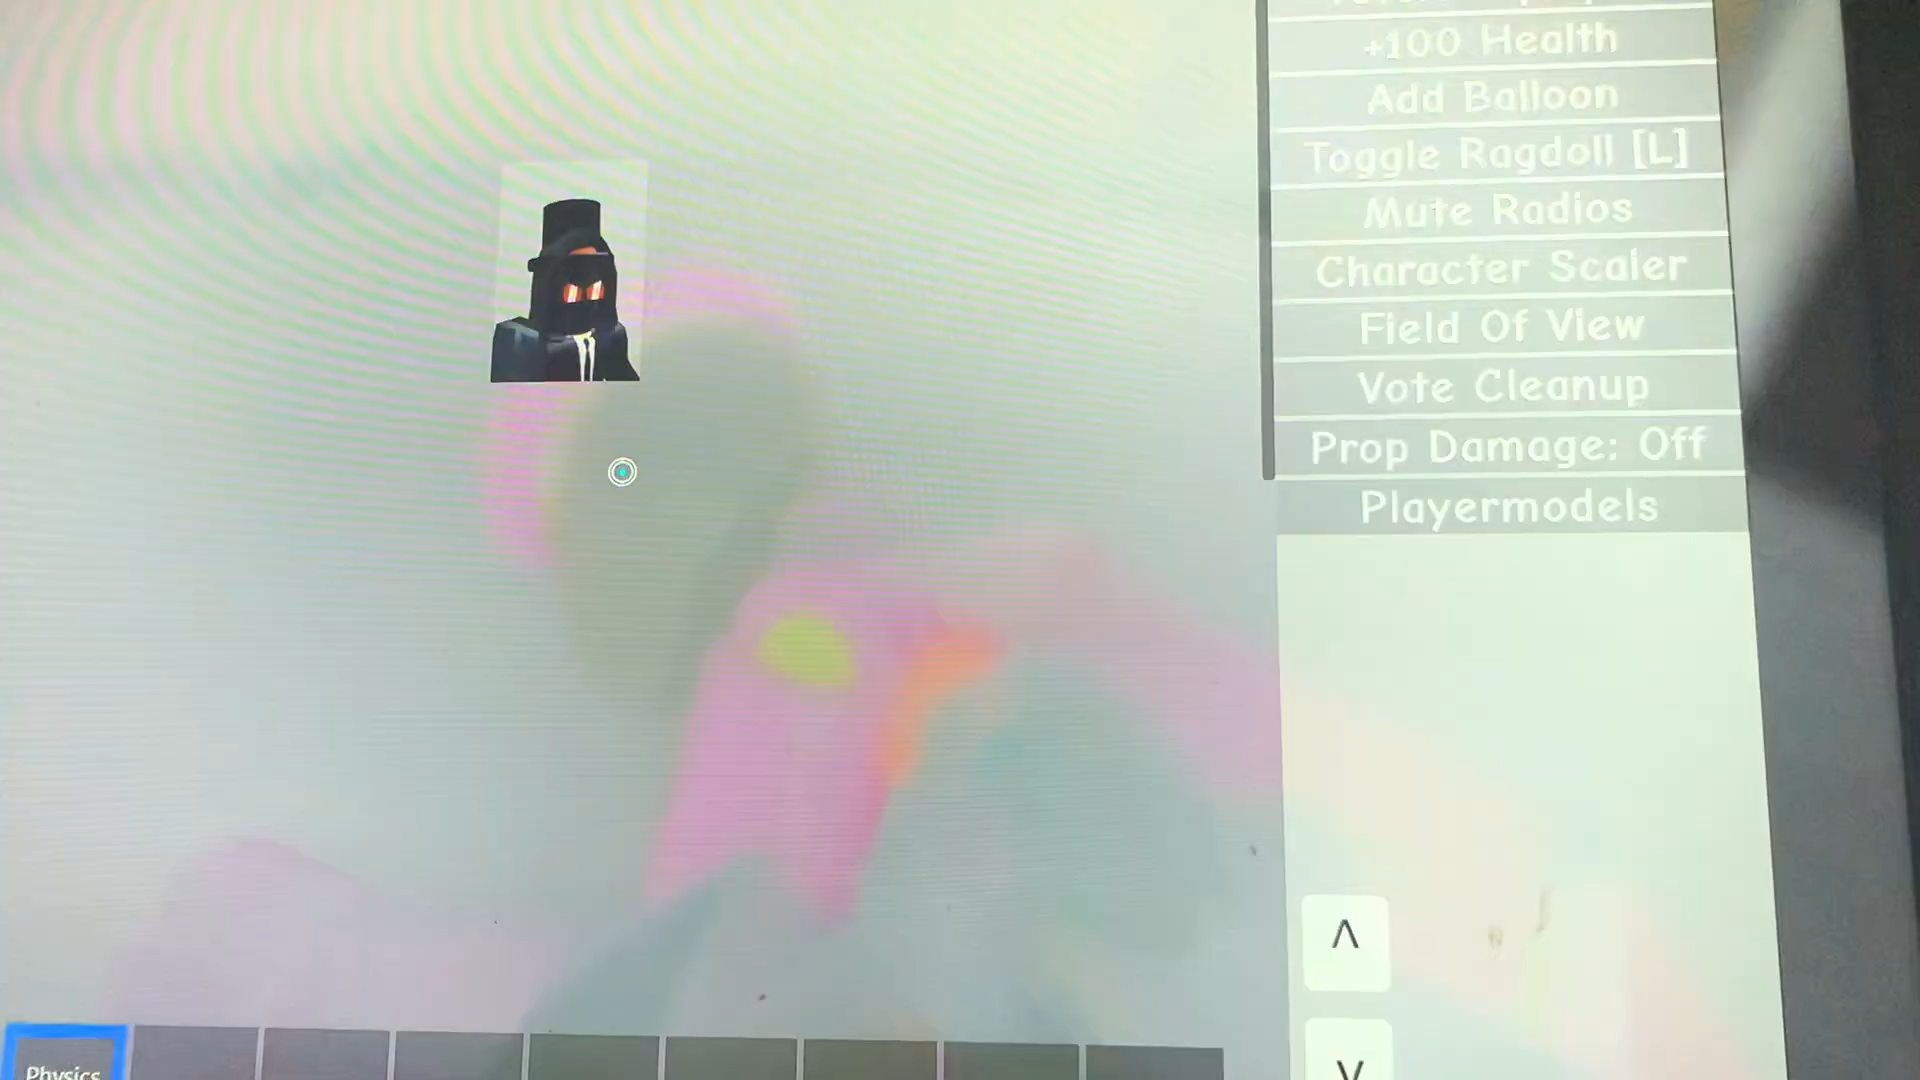 +100 Health
Add Balloon
Toggle Ragdoll [L]
Mute Radios
Character Scaler
Field Of View
Vote Cleanup
Prop Damage: Off
Playermodels
Physics